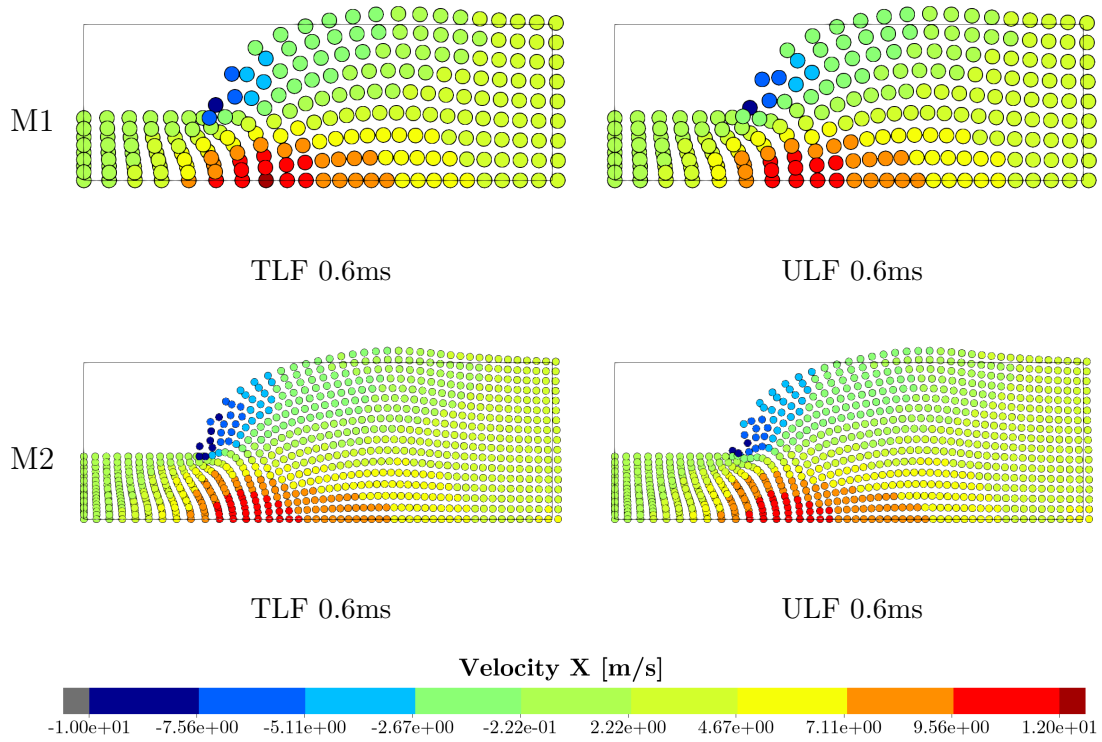 M1
TLF 0.6ms ULF 0.6ms
M2
TLF 0.6ms ULF 0.6ms
Velocity X [m/s]
-1.00e+01 -7.56e+00 -5.11e+00 -2.67e+00 -2.22e-01 2.22e+00 4.67e+00 7.11e+00 9.56e+00 1.20e+01